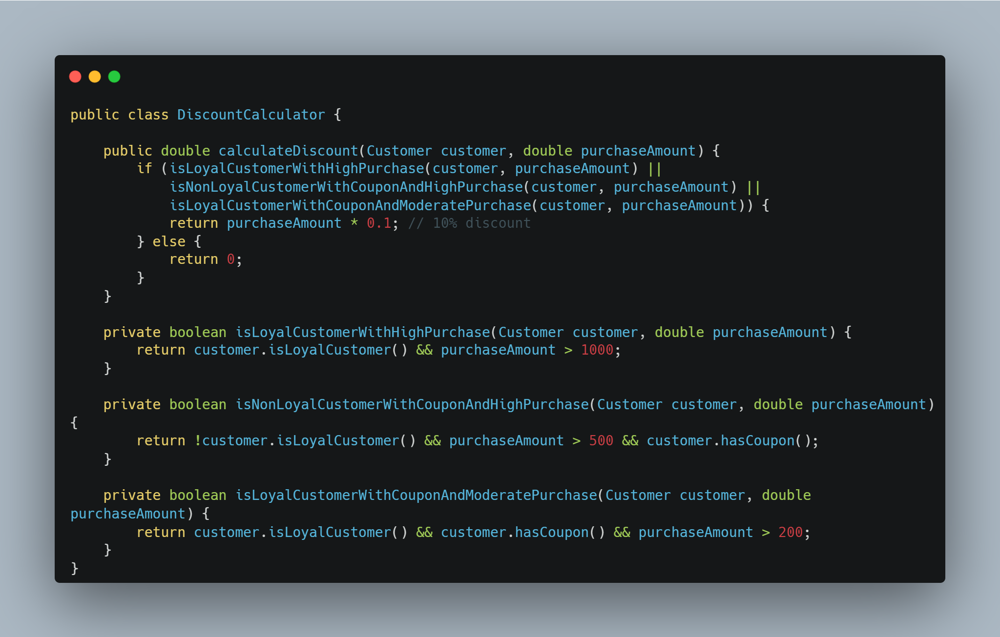 public class DiscountCalculator {
    public double calculateDiscount(Customer customer, double purchaseAmount) {
        if (isLoyalCustomerWithHighPurchase(customer, purchaseAmount) ||
            isNonLoyalCustomerWithCouponAndHighPurchase(customer, purchaseAmount) ||
            isLoyalCustomerWithCouponAndModeratePurchase(customer, purchaseAmount)) {
            return purchaseAmount * 0.1; // 10% discount
        } else {
            return 0;
        }
    }
    private boolean isLoyalCustomerWithHighPurchase(Customer customer, double purchaseAmount) {
        return customer.isLoyalCustomer() && purchaseAmount > 1000;
    }
    private boolean isNonLoyalCustomerWithCouponAndHighPurchase(Customer customer, double purchaseAmount)
{
        return !customer.isLoyalCustomer() && purchaseAmount > 500 && customer.hasCoupon();
    }
    private boolean isLoyalCustomerWithCouponAndModeratePurchase(Customer customer, double
purchaseAmount) {
        return customer.isLoyalCustomer() && customer.hasCoupon() && purchaseAmount > 200;
    }
}